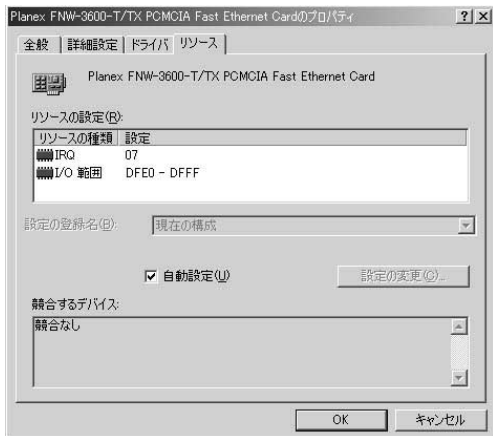 Planex FNW-3600-T/TX PCMCIA Fast Ethernet Cardのプロパティ
全般 詳細設定 ドライバ リソース
Planex FNW-3600-T/TX PCMCIA Fast Ethernet Card
リソースの設定(R):
リソースの種類 設定
IRQ 07
I/O 範囲 DFE0 - DFFF
設定の登録名(B): 現在の構成
自動設定(U) 設定の変更(C)...
競合するデバイス:
競合なし
OK キャンセル